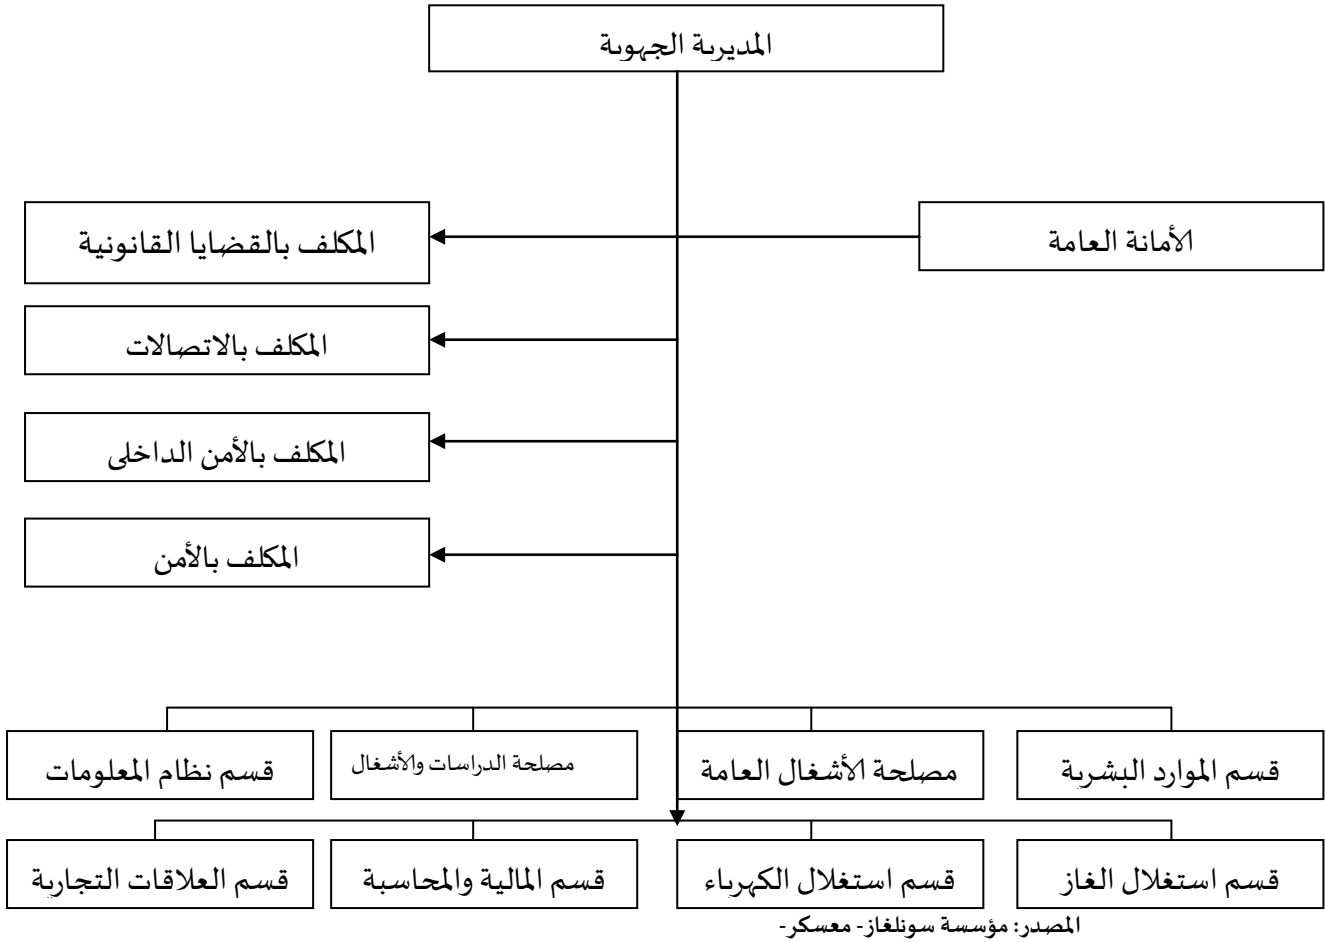 المديرية الجهوية
الأمانة العامة
المكلف بالقضايا القانونية
المكلف بالاتصالات
المكلف بالأمن الداخلي
المكلف بالأمن
قسم الموارد البشرية
مصلحة الأشغال العامة
مصلحة الدراسات والأشغال
قسم نظام المعلومات
قسم استغلال الغاز
قسم استغلال الكهرباء
قسم المالية والمحاسبة
قسم العلاقات التجارية
المصدر: مؤسسة سونلغاز- معسكر-